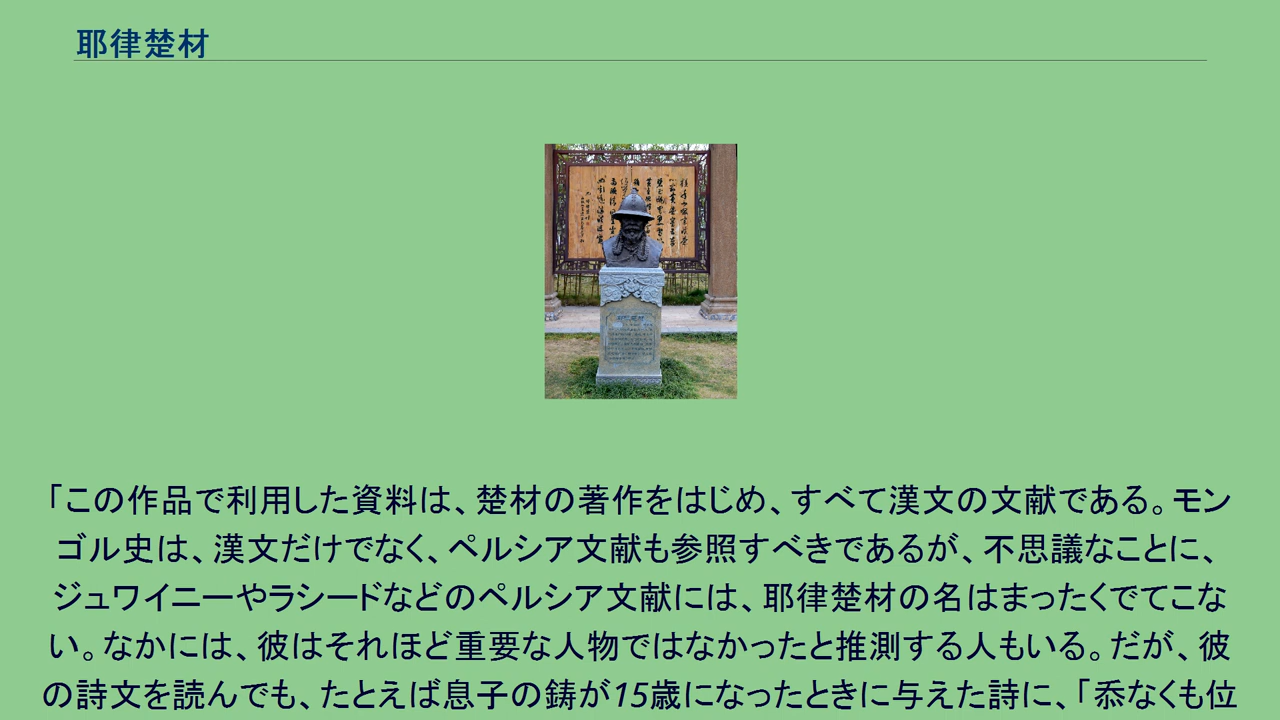 耶律楚材
「この作品で利用した資料は、楚材の著作をはじめ、すべて漢文の文献である。モン
ゴル史は、漢文だけでなく、ペルシア文献も参照すべきであるが、不思議なことに、
ジュワイニーやラシードなどのペルシア文献には、耶律楚材の名はまったくでてこな
い。なかには、彼はそれほど重要な人物ではなかったと推測する人もいる。だが、彼
の詩文を読んでも、たとえば息子の鋳が15歳になったときに与えた詩に、「忝なくも位